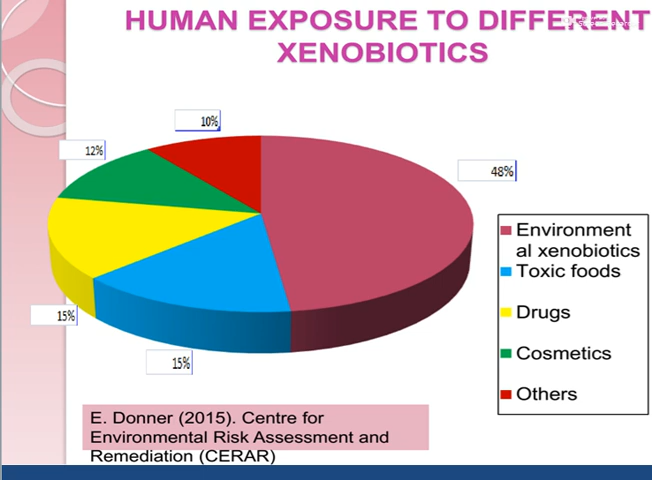 HUMAN EXPOSURE TO DIFFERENT
XENOBIOTICS
10%
12%
48%
15%
15%
Environment
al xenobiotics
Toxic foods
Drugs
Cosmetics
Others
E. Donner (2015). Centre for
Environmental Risk Assessment and
Remediation (CERAR)